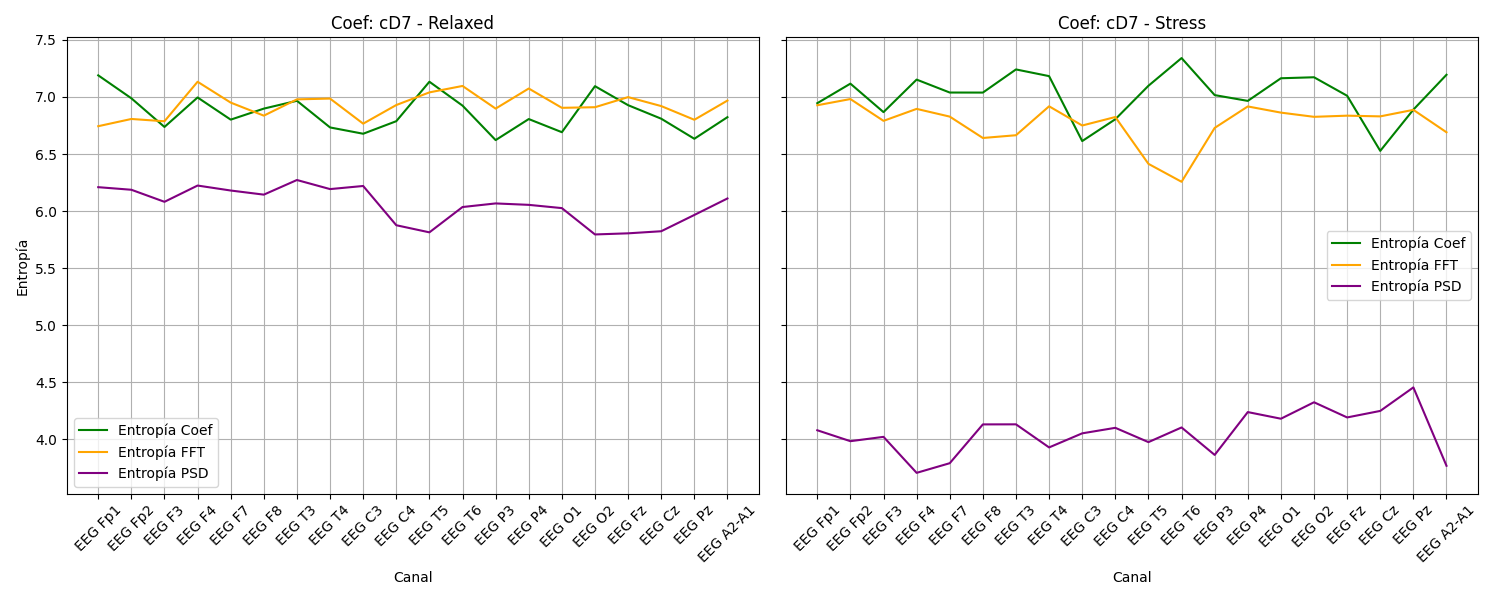 Coef: cD7 - Relaxed
Entropía
7.5
7.0
6.5
6.0
5.5
5.0
4.5
4.0
Entropía Coef
Entropía FFT
Entropía PSD
EEG Fp1
EEG Fp2
EEG F3
EEG F4
EEG F7
EEG F8
EEG T3
EEG T4
EEG C3
EEG C4
EEG T5
EEG T6
EEG P3
EEG P4
EEG O1
EEG O2
EEG Fz
EEG Cz
EEG Pz
EEG A2-A1
Canal
Coef: cD7 - Stress
Entropía Coef
Entropía FFT
Entropía PSD
EEG Fp1
EEG Fp2
EEG F3
EEG F4
EEG F7
EEG F8
EEG T3
EEG T4
EEG C3
EEG C4
EEG T5
EEG T6
EEG P3
EEG P4
EEG O1
EEG O2
EEG Fz
EEG Cz
EEG Pz
EEG A2-A1
Canal